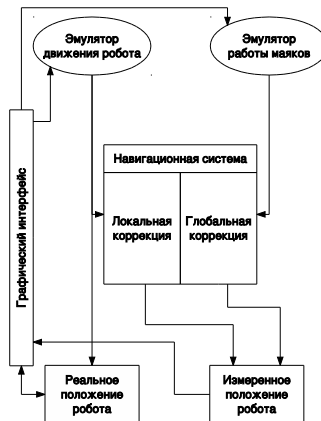 Эмулятор
движения робота
Эмулятор
работы маяков
Графический интерфейс
Навигационная система
Локальная
коррекция
Глобальная
коррекция
Реальное
положение
робота
Измеренное
положение
робота